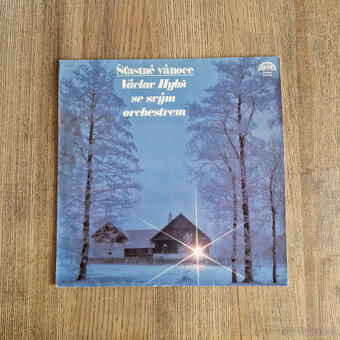 Šťastné vánoce
Václav Hybš
se svým
orchestrem